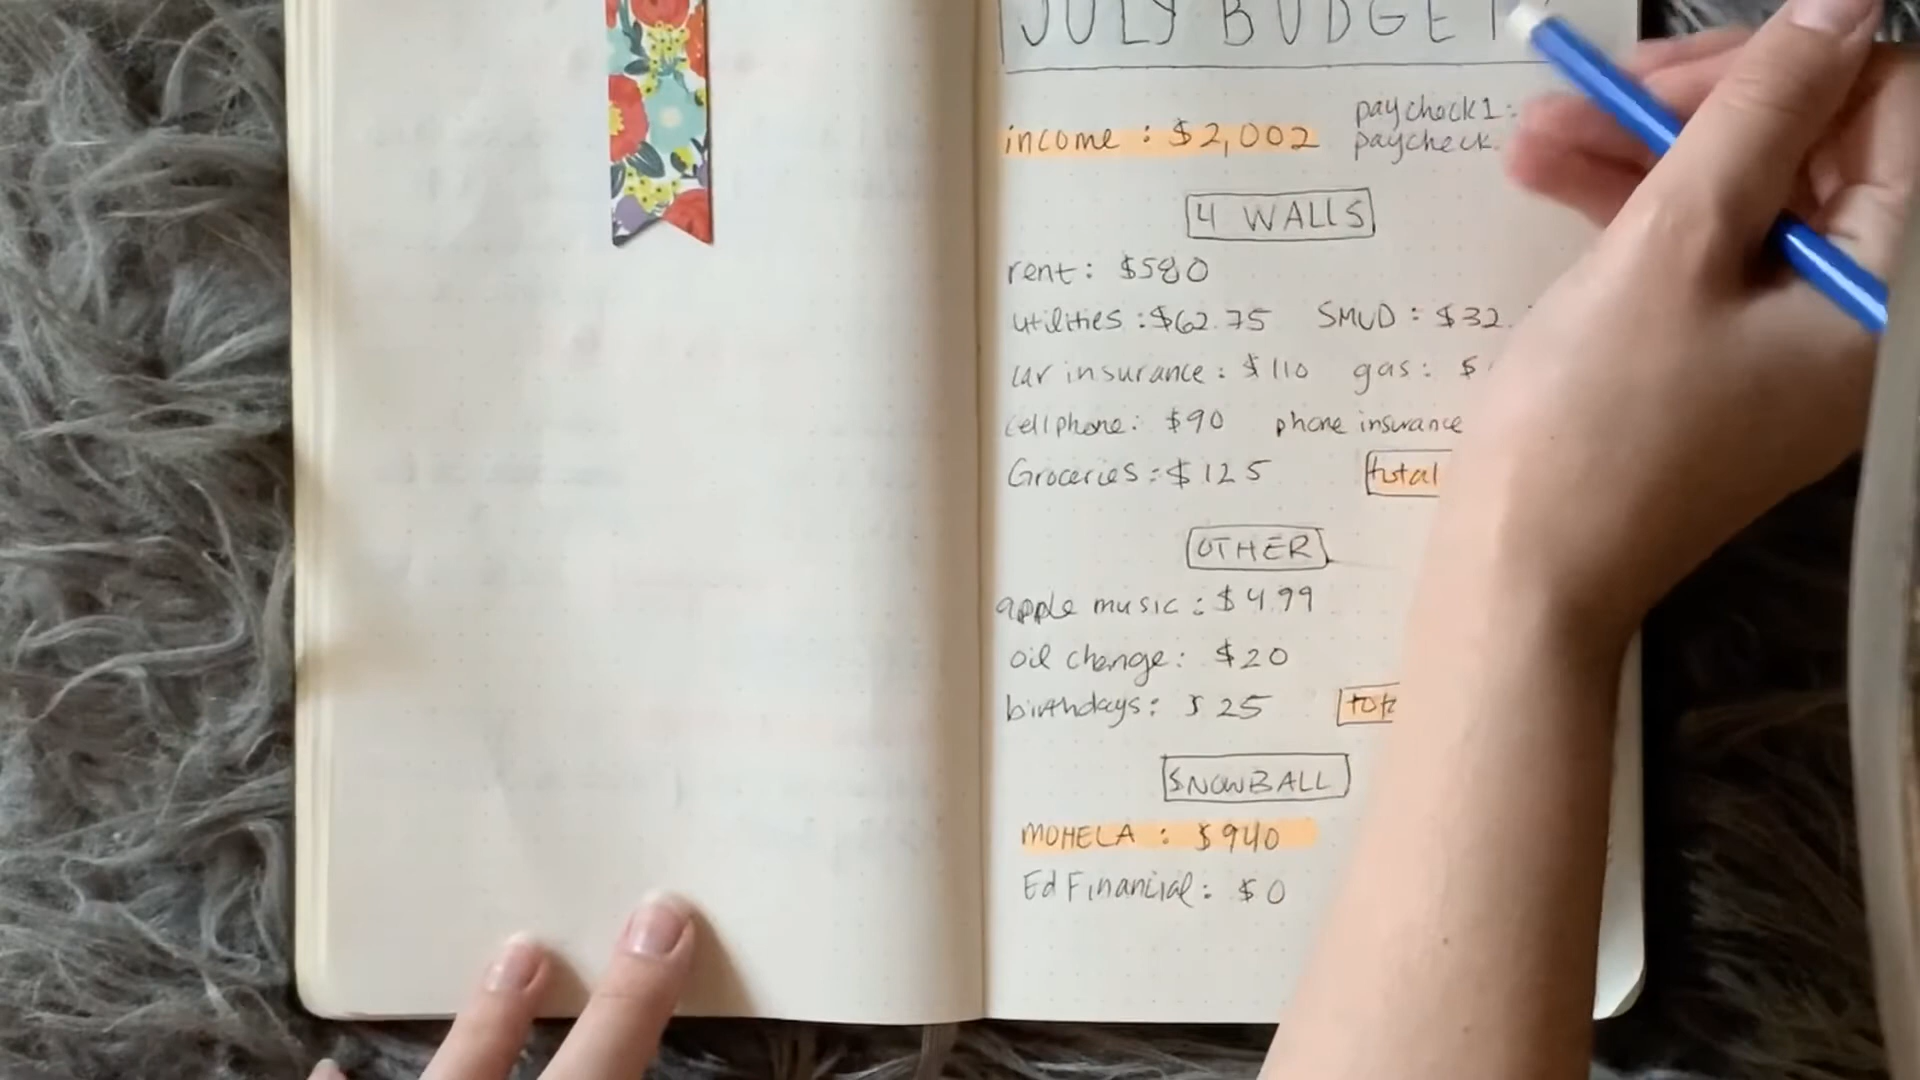 JULY BUDGET
income : $2,002 paycheck1:
paycheck
4 WALLS
rent: $580
utilities : $62.75 SMUD : $32.
car insurance : $110 gas: $
cellphone: $90 phone insurance
Groceries : $125 total
OTHER
apple music : $4.99
oil change: $20
birthdays: $25
SNOWBALL
MOHELA : $940
Ed Financial: $0